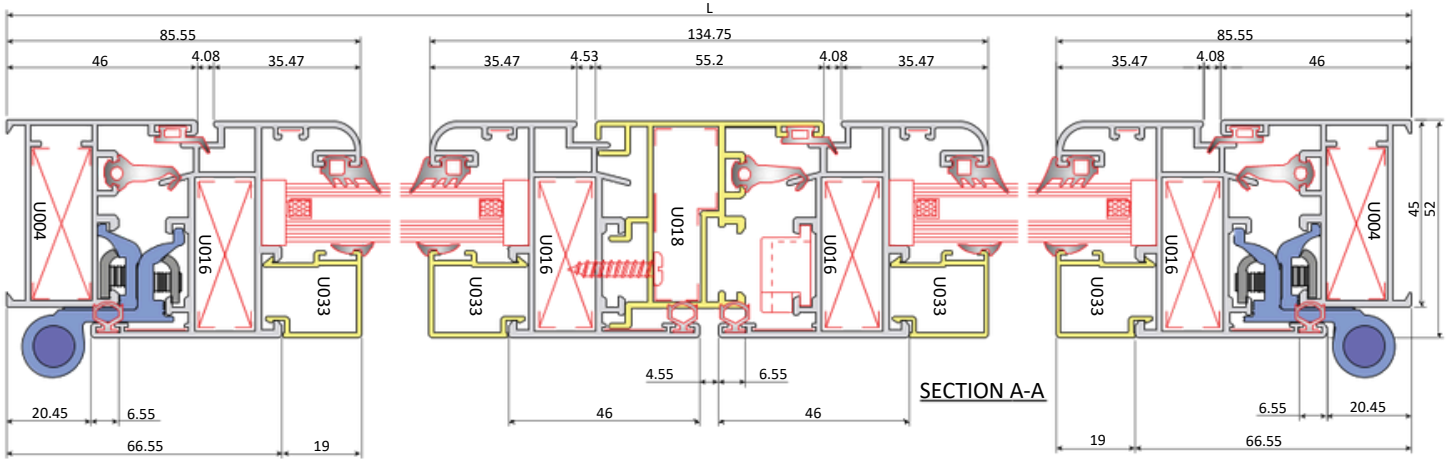 L
85.55 134.75 85.55
46 4.08 35.47 35.47 4.53 55.2 4.08 35.47 35.47 4.08 46
U004 U016 U033 U033 U016 U018 U016 U033 U033 U016 U004
45 52
4.55 6.55
SECTION A-A
20.45 6.55 46 46 6.55 20.45
66.55 19 19 66.55